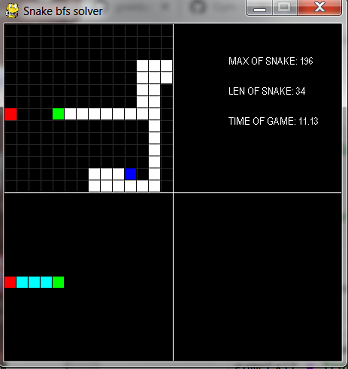 Snake bfs solver
MAX OF SNAKE: 196
LEN OF SNAKE: 34
TIME OF GAME: 11.13